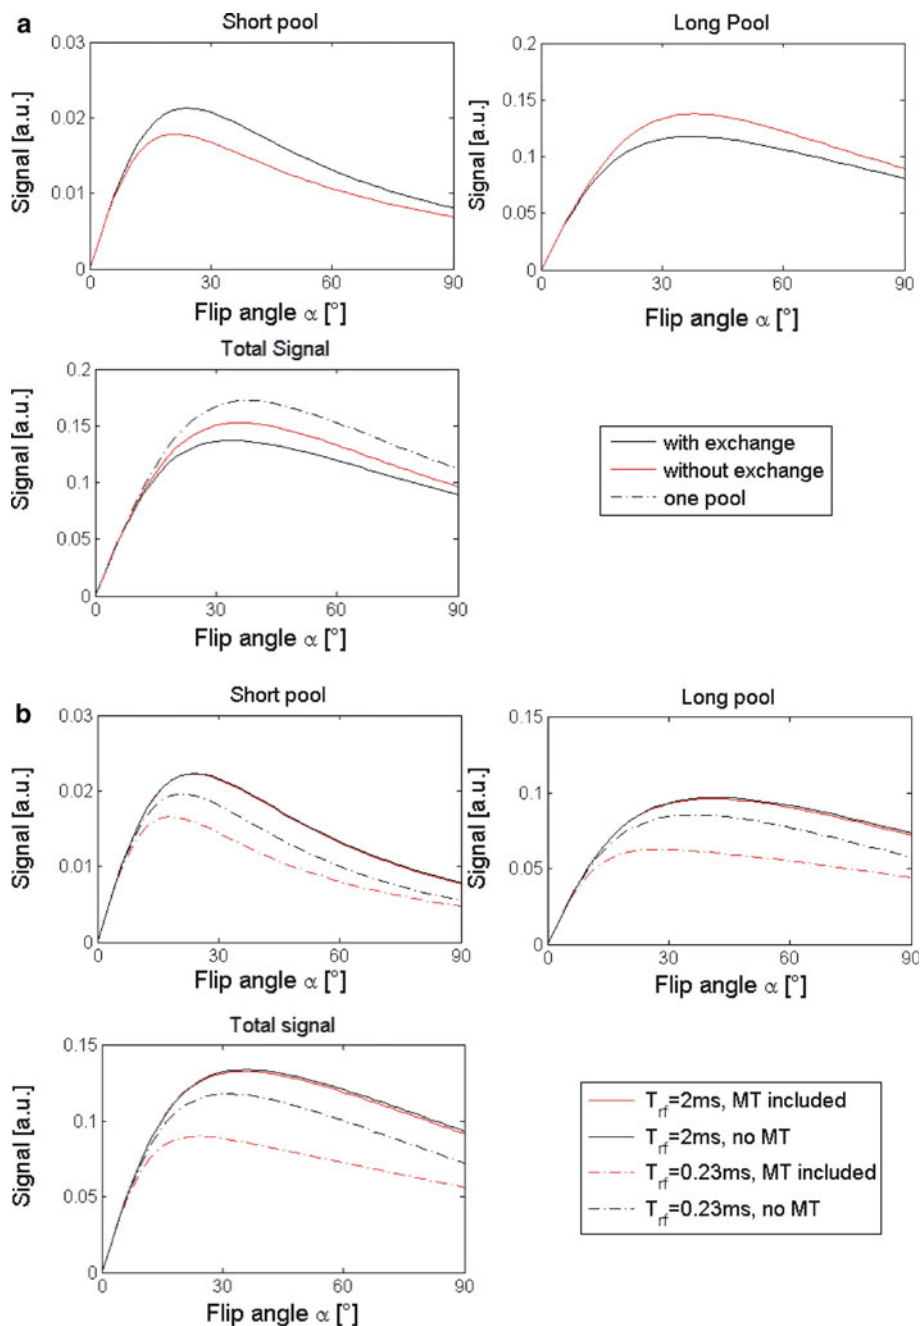 a
Short pool
Signal [a.u.]
0.03
0.02
0.01
0
0 30 60 90
Flip angle α [°]
Long Pool
Signal [a.u.]
0.2
0.15
0.1
0.05
0
0 30 60 90
Flip angle α [°]
Total Signal
Signal [a.u.]
0.2
0.15
0.1
0.05
0
0 30 60 90
Flip angle α [°]
with exchange
without exchange
one pool
b
Short pool
Signal [a.u.]
0.03
0.02
0.01
0
0 30 60 90
Flip angle α [°]
Long pool
Signal [a.u.]
0.15
0.1
0.05
0
0 30 60 90
Flip angle α [°]
Total signal
Signal [a.u.]
0.15
0.1
0.05
0
0 30 60 90
Flip angle α [°]
T_rf=2ms, MT included
T_rf=2ms, no MT
T_rf=0.23ms, MT included
T_rf=0.23ms, no MT